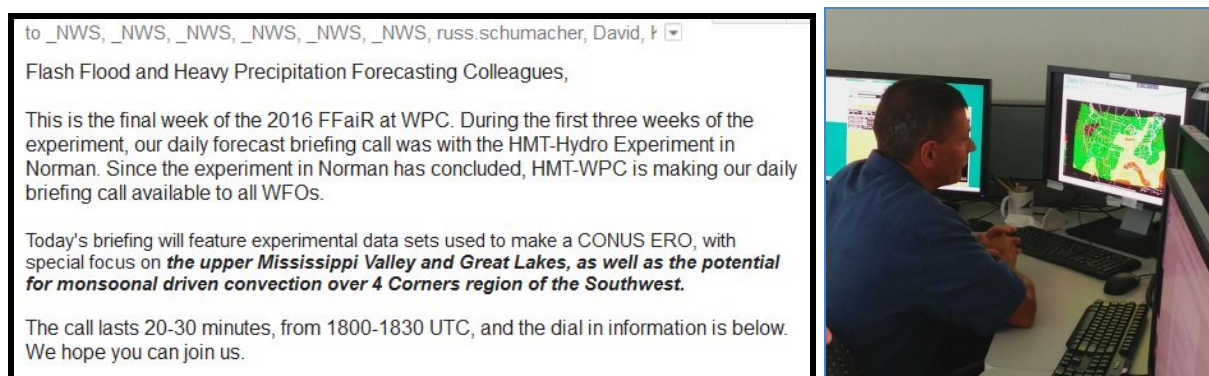 to _NWS, _NWS, _NWS, _NWS, _NWS, _NWS, russ.schumacher, David,
Flash Flood and Heavy Precipitation Forecasting Colleagues,
This is the final week of the 2016 FFaiR at WPC. During the first three weeks of the
experiment, our daily forecast briefing call was with the HMT-Hydro Experiment in
Norman. Since the experiment in Norman has concluded, HMT-WPC is making our daily
briefing call available to all WFOs.
Today's briefing will feature experimental data sets used to make a CONUS ERO, with
special focus on the upper Mississippi Valley and Great Lakes, as well as the potential
for monsoonal driven convection over 4 Corners region of the Southwest.
The call lasts 20-30 minutes, from 1800-1830 UTC, and the dial in information is below.
We hope you can join us.